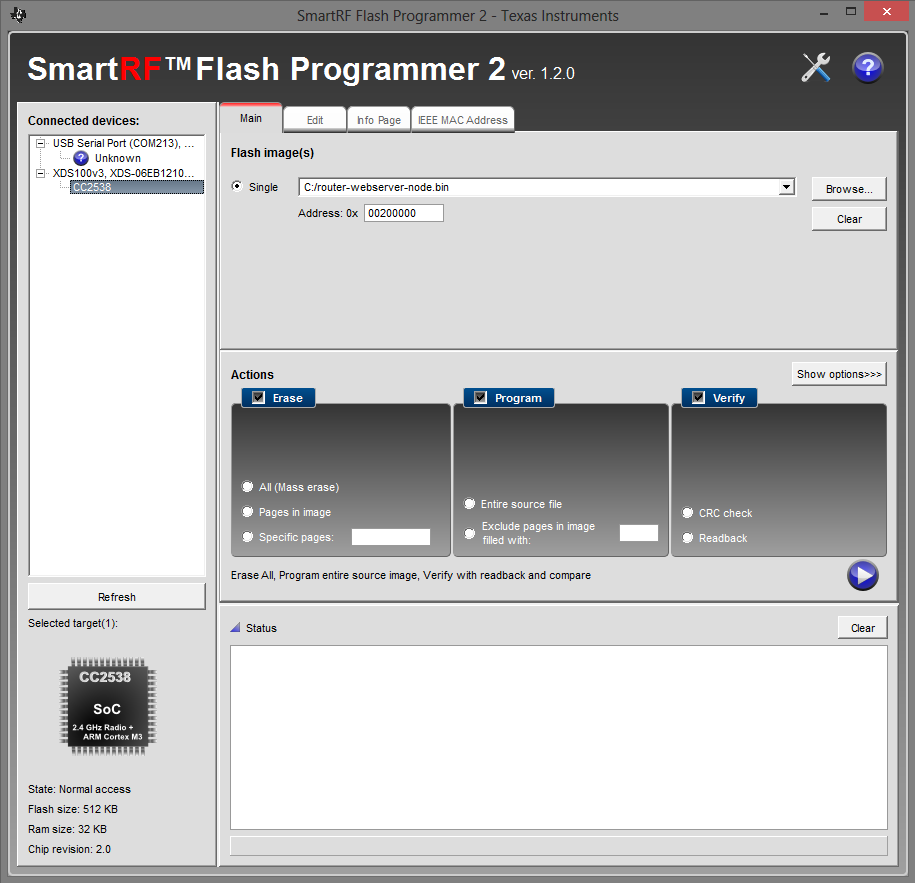 SmartRF Flash Programmer 2 - Texas Instruments
SmartRF™Flash Programmer 2 ver. 1.2.0
Connected devices:
USB Serial Port (COM213), ...
Unknown
XDS100v3, XDS-06EB1210...
CC2538
Refresh
Selected target(1):
CC2538
SoC
2.4 GHz Radio +
ARM Cortex M3
State: Normal access
Flash size: 512 KB
Ram size: 32 KB
Chip revision: 2.0
Main
Edit
Info Page
IEEE MAC Address
Flash image(s)
Single
C:/router-webserver-node.bin
Browse...
Address: 0x
00200000
Clear
Actions
Show options>>>
Erase
All (Mass erase)
Pages in image
Specific pages:
Program
Entire source file
Exclude pages in image
filled with:
Verify
CRC check
Readback
Erase All, Program entire source image, Verify with readback and compare
Status
Clear